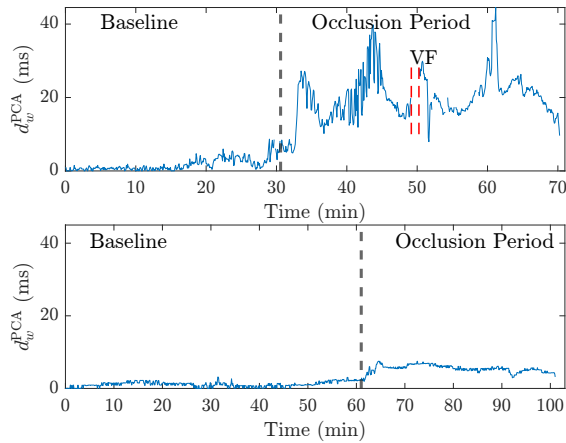 Baseline Occlusion Period
VF
d_w^PCA (ms)
40
20
0
0 10 20 30 40 50 60 70
Time (min)
Baseline Occlusion Period
d_w^PCA (ms)
40
20
0
0 10 20 30 40 50 60 70 80 90 100
Time (min)